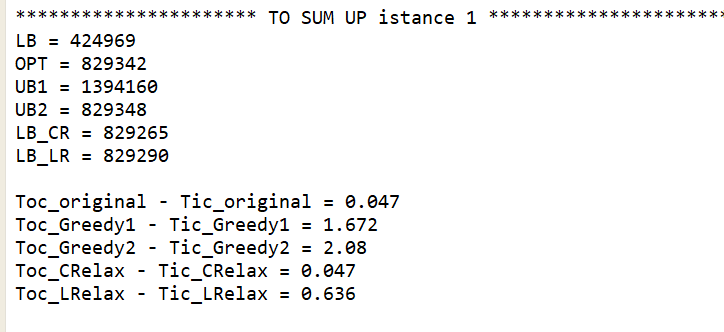 ********************** TO SUM UP istance 1 **********************
LB = 424969
OPT = 829342
UB1 = 1394160
UB2 = 829348
LB_CR = 829265
LB_LR = 829290
Toc_original - Tic_original = 0.047
Toc_Greedy1 - Tic_Greedy1 = 1.672
Toc_Greedy2 - Tic_Greedy2 = 2.08
Toc_CRelax - Tic_CRelax = 0.047
Toc_LRelax - Tic_LRelax = 0.636